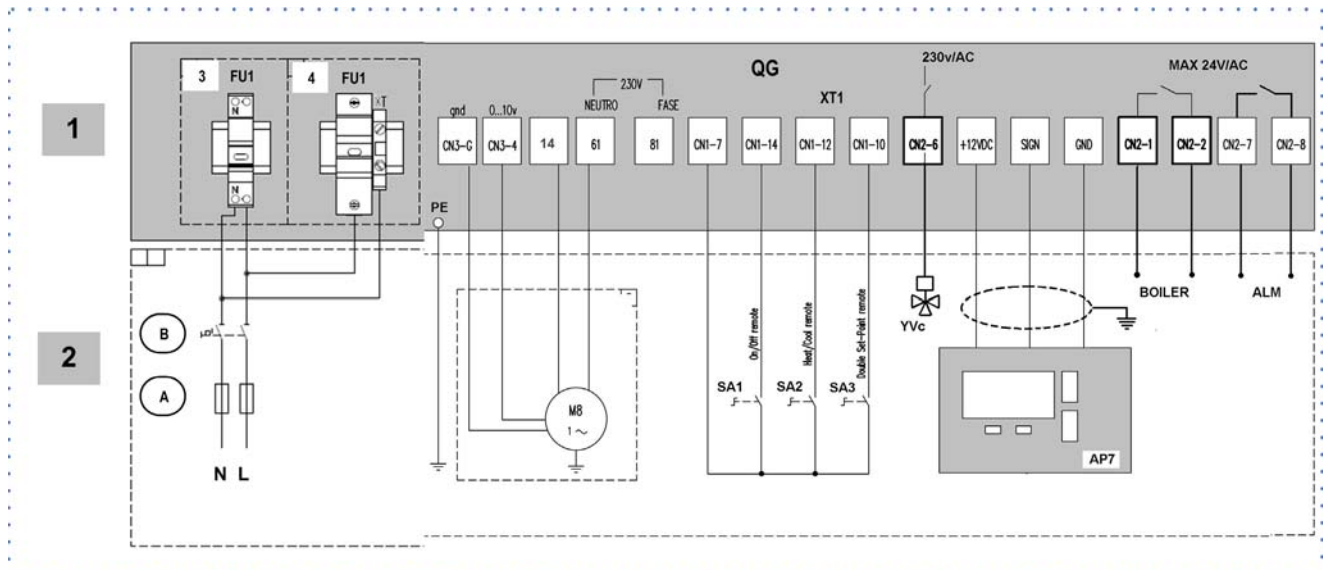 1
3 FU1
4 FU1
XT
N
N
QG
XT1
230V
NEUTRO FASE
230v/AC
MAX 24V/AC
gnd 0...10v
CN3-G CN3-4 14 61 81 CN1-7 CN1-14 CN1-12 CN1-10 CN2-6 +12VDC SIGN GND CN2-1 CN2-2 CN2-7 CN2-8
PE
2
B
A
N L
M8
1~
On/Off remote
Heat/Cool remote
Double Set-Point remote
SA1 SA2 SA3
YVc
AP7
BOILER ALM